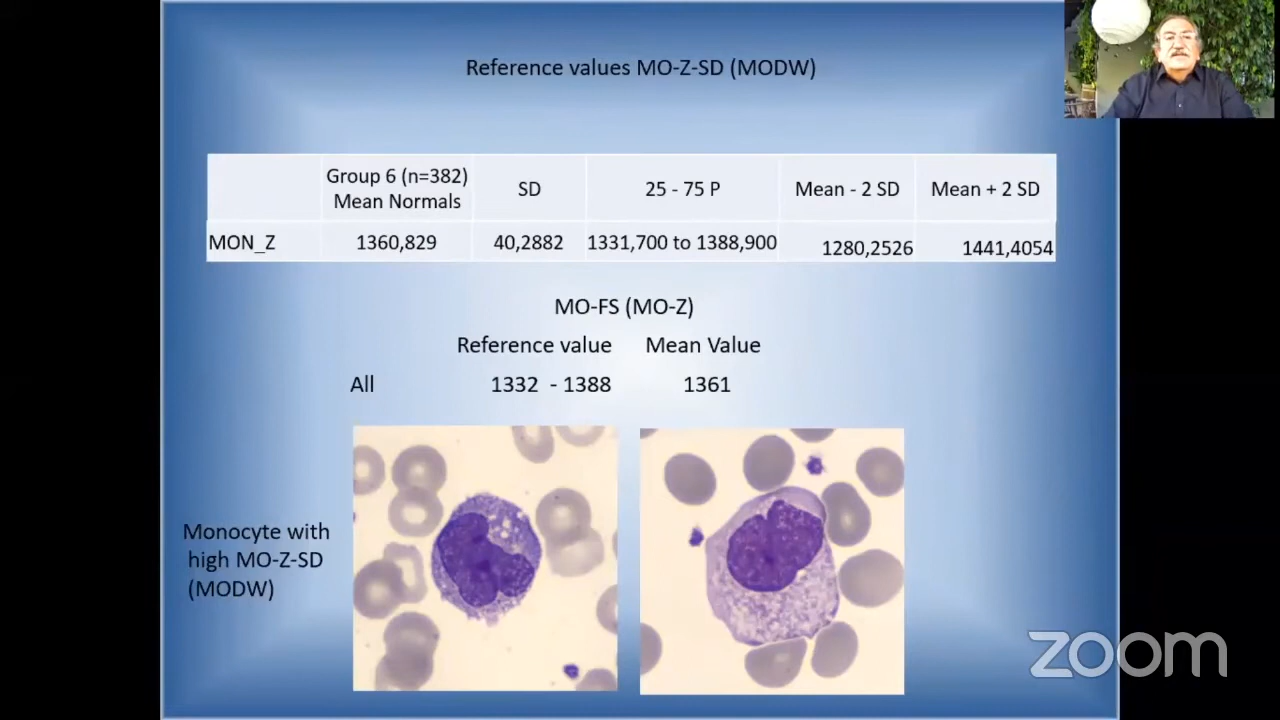 Reference values MO-Z-SD (MODW)
Group 6 (n=382) Mean Normals SD 25 - 75 P Mean - 2 SD Mean + 2 SD
MON_Z 1360,829 40,2882 1331,700 to 1388,900 1280,2526 1441,4054
MO-FS (MO-Z)
Reference value Mean Value
All 1332 - 1388 1361
Monocyte with
high MO-Z-SD
(MODW)
zoom